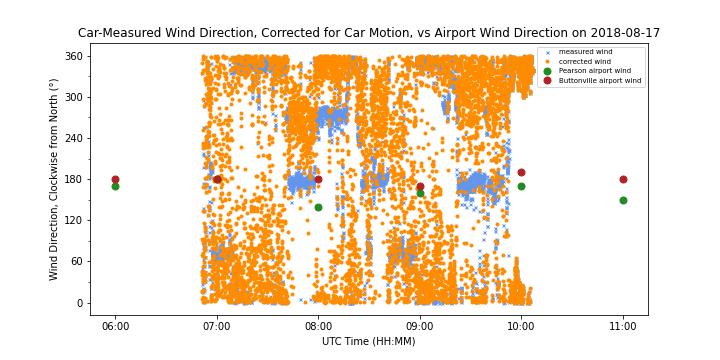 Car-Measured Wind Direction, Corrected for Car Motion, vs Airport Wind Direction on 2018-08-17
measured wind
corrected wind
Pearson airport wind
Buttonville airport wind
Wind Direction, Clockwise from North (°)
360
300
240
180
120
60
0
06:00 07:00 08:00 09:00 10:00 11:00
UTC Time (HH:MM)